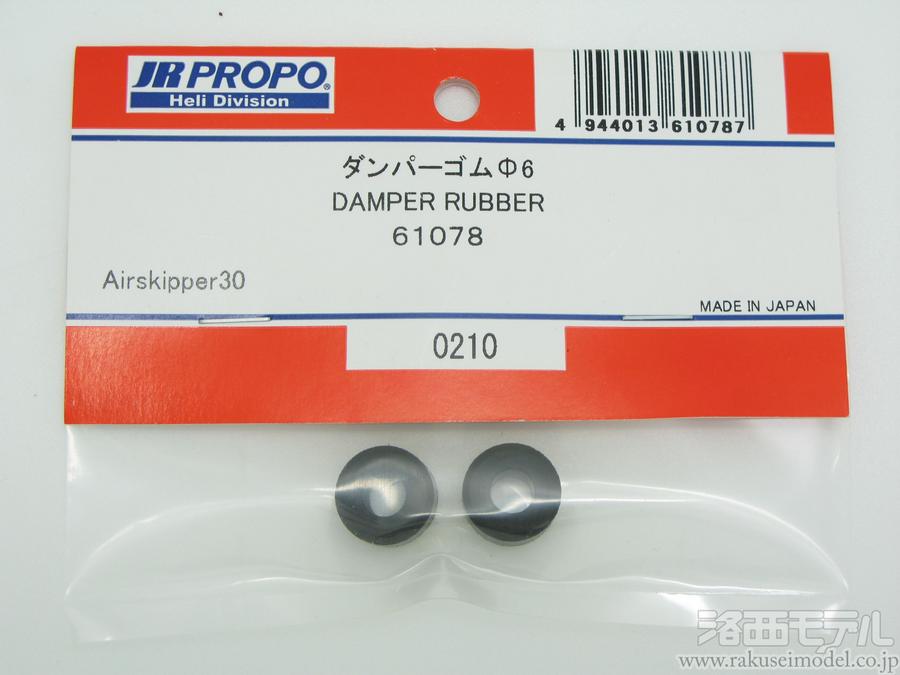 JR PROPO®
Heli Division
4 944013 610787
ダンパーゴムΦ6
DAMPER RUBBER
61078
Airskipper30
MADE IN JAPAN
0210
洛西モデル
www.rakuseimodel.co.jp